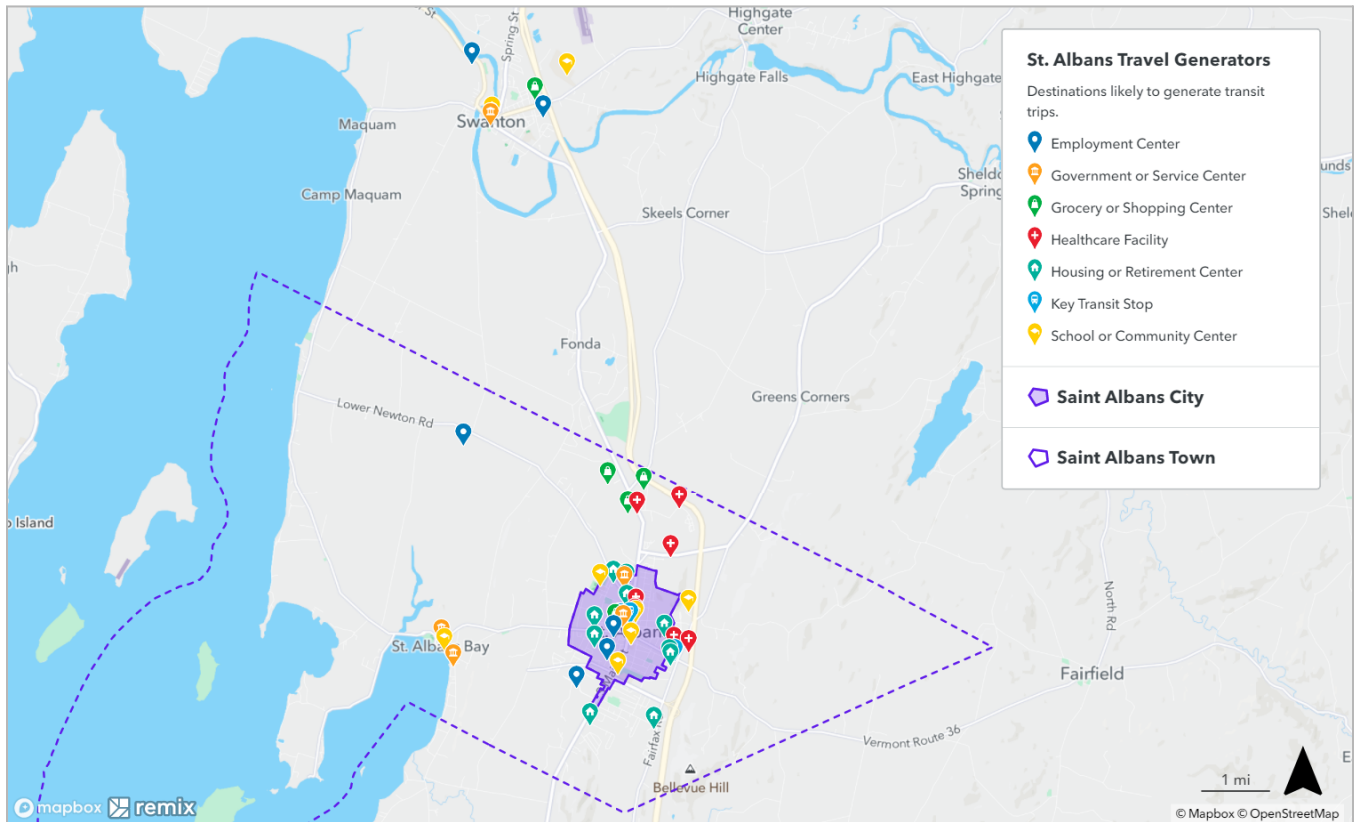 Highgate
Center
Spring St.
St
Highgate Falls
East Highgate
Maquam
Swanton
Camp Maquam
Skeels Corner
Fonda
Greens Corners
Lower Newton Rd
St. Albans Bay
Fairfax Rd
North Rd
Fairfield
Vermont Route 36
Bellevue Hill
Island
St. Albans Travel Generators
Destinations likely to generate transit
trips.
Employment Center
Government or Service Center
Grocery or Shopping Center
Healthcare Facility
Housing or Retirement Center
Key Transit Stop
School or Community Center
Saint Albans City
Saint Albans Town
1 mi
mapbox remix
© Mapbox © OpenStreetMap